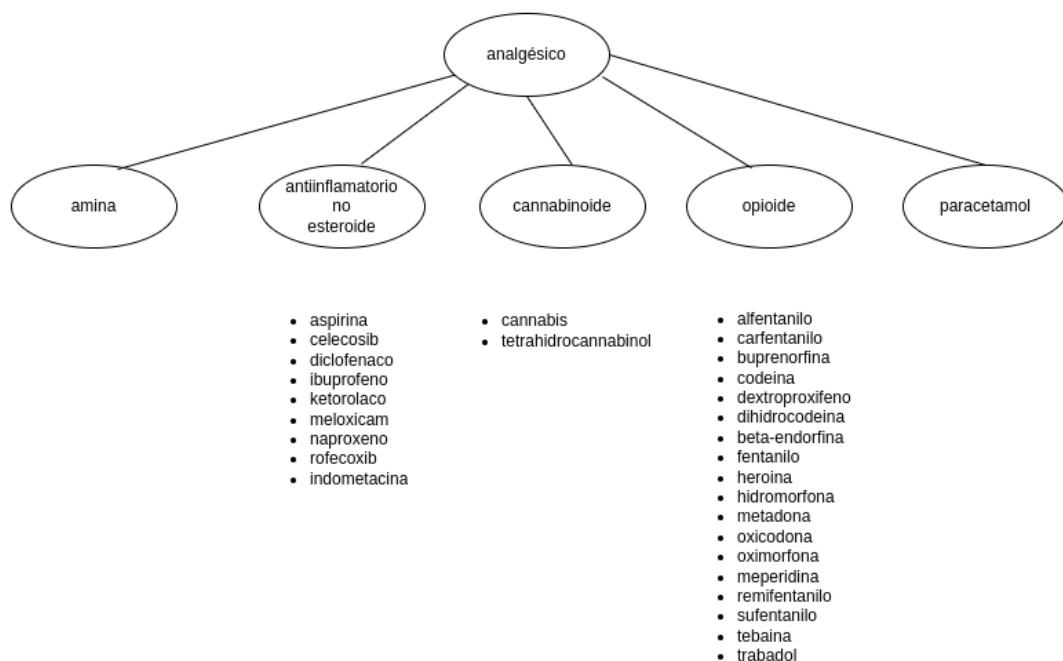 analgésico
amina
antiinflamatorio
no
esteroide
cannabinoide
opioide
paracetamol
aspirina
celecosib
diclofenaco
ibuprofeno
ketorolaco
meloxicam
naproxeno
rofecoxib
indometacina
cannabis
tetrahidrocannabinol
alfentanilo
carfentanilo
buprenorfina
codeina
dextroproxifeno
dihidrocodeina
beta-endorfina
fentanilo
heroina
hidromorfona
metadona
oxicodona
oximorfona
meperidina
remifentanilo
sufentanilo
tebaina
trabadol